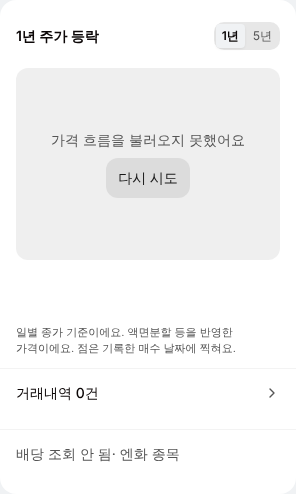 1년 주가 등락
1년 5년
가격 흐름을 불러오지 못했어요
다시 시도
일별 종가 기준이에요. 액면분할 등을 반영한
가격이에요. 점은 기록한 매수 날짜에 찍혀요.
거래내역 0건
배당 조회 안 됨· 엔화 종목